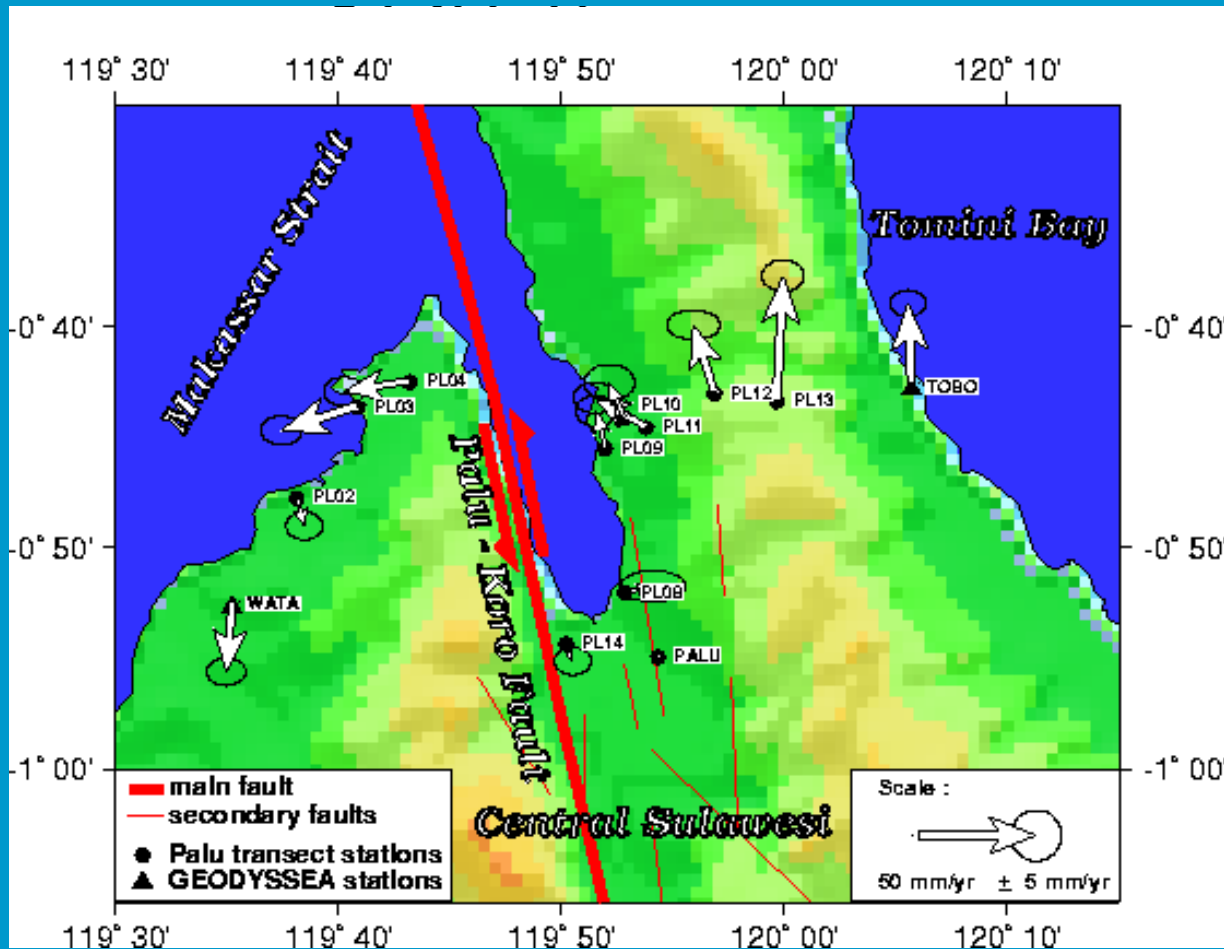 119° 30' 119° 40' 119° 50' 120° 00' 120° 10'
Makassar Strait
Tomini Bay
-0° 40' -0° 40'
PL04
PL03
PL10
PL11
PL12
PL13
TOBO
PL09
PL02
Palu - Koro Fault
-0° 50' -0° 50'
PL08
WATA
PL14
PALU
-1° 00' -1° 00'
main fault
secondary faults
Palu transect stations
GEODYSSEA stations
Central Sulawesi
Scale :
50 mm/yr ± 5 mm/yr
119° 30' 119° 40' 119° 50' 120° 00' 120° 10'